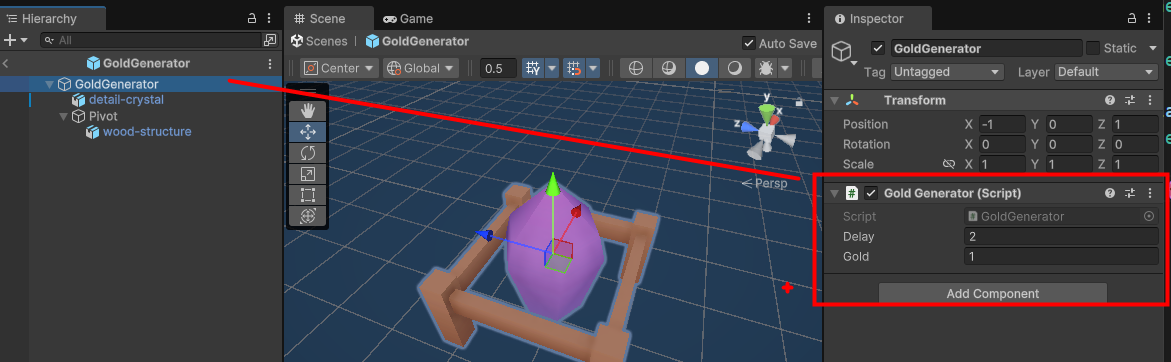 Hierarchy
All
GoldGenerator
GoldGenerator
detail-crystal
Pivot
wood-structure
Scene
Game
Scenes
GoldGenerator
Auto Save
Center
Global
0.5
y
x
z
Persp
Inspector
GoldGenerator
Static
Tag Untagged Layer Default
Transform
Position X -1 Y 0 Z 1
Rotation X 0 Y 0 Z 0
Scale X 1 Y 1 Z 1
# Gold Generator (Script)
Script GoldGenerator
Delay 2
Gold 1
Add Component